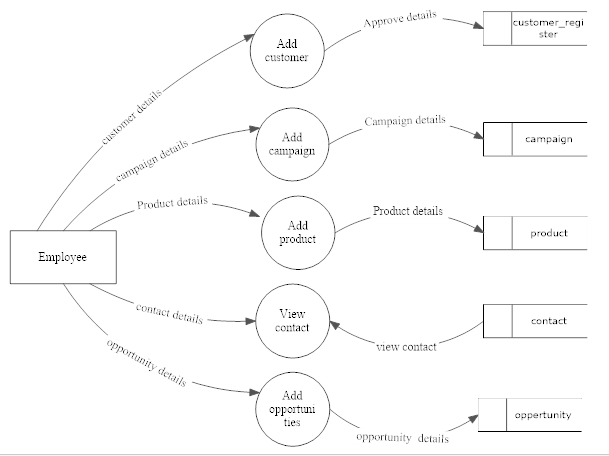 Add
customer
Approve details
customer_regi
ster
customer details
Add
campaign
Campaign details
campaign
campaign details
Product details
Add
product
Product details
product
Employee
contact details
View
contact
view contact
contact
opportunity details
Add
opportuni
ties
opportunity details
oppertunity